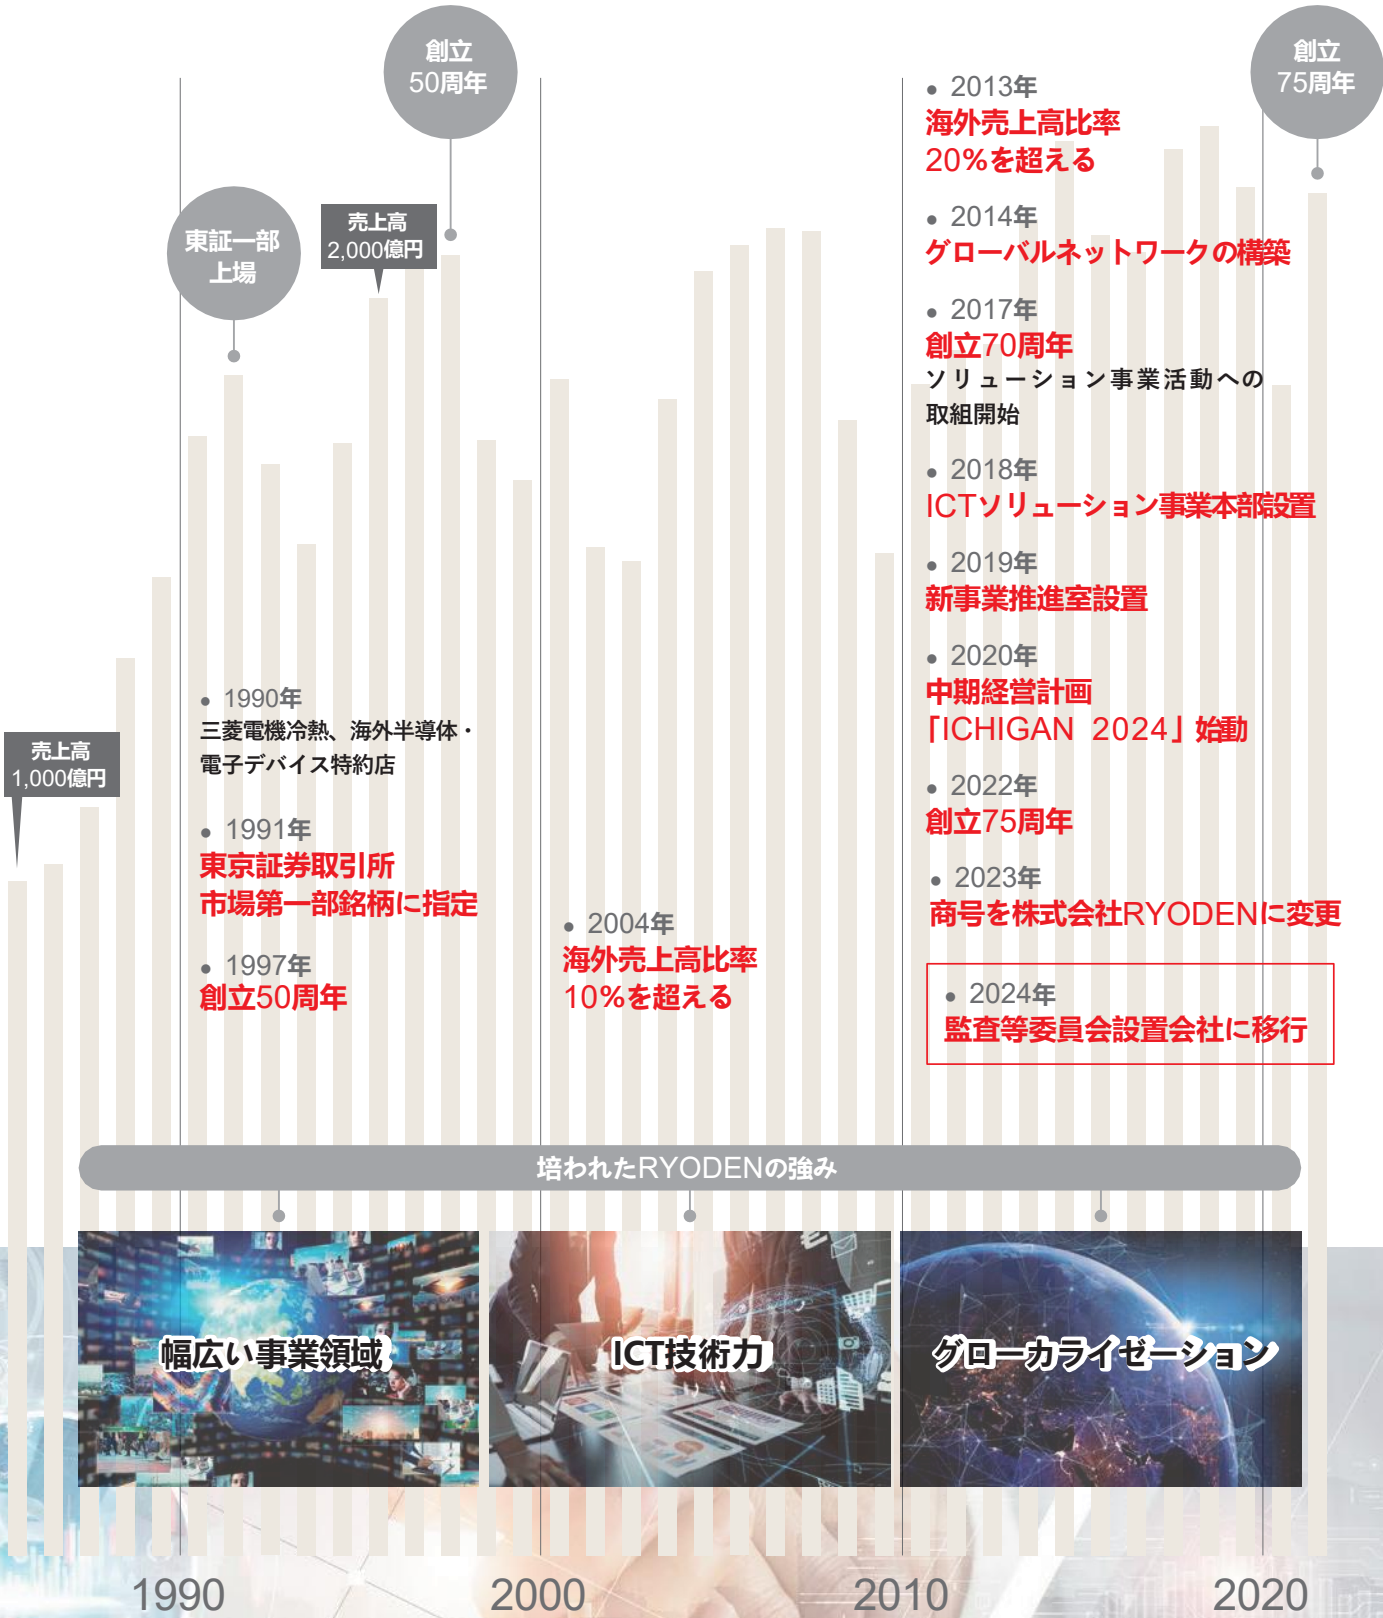 創立
50周年
創立
75周年
東証一部
上場
売上高
2,000億円
売上高
1,000億円
● 1990年
三菱電機冷熱、海外半導体・
電子デバイス特約店
● 1991年
東京証券取引所
市場第一部銘柄に指定
● 1997年
創立50周年
● 2004年
海外売上高比率
10%を超える
● 2013年
海外売上高比率
20%を超える
● 2014年
グローバルネットワークの構築
● 2017年
創立70周年
ソリューション事業活動への
取組開始
● 2018年
ICTソリューション事業本部設置
● 2019年
新事業推進室設置
● 2020年
中期経営計画
「ICHIGAN 2024」始動
● 2022年
創立75周年
● 2023年
商号を株式会社RYODENに変更
● 2024年
監査等委員会設置会社に移行
培われたRYODENの強み
幅広い事業領域
ICT技術力
グローカライゼーション
1990
2000
2010
2020